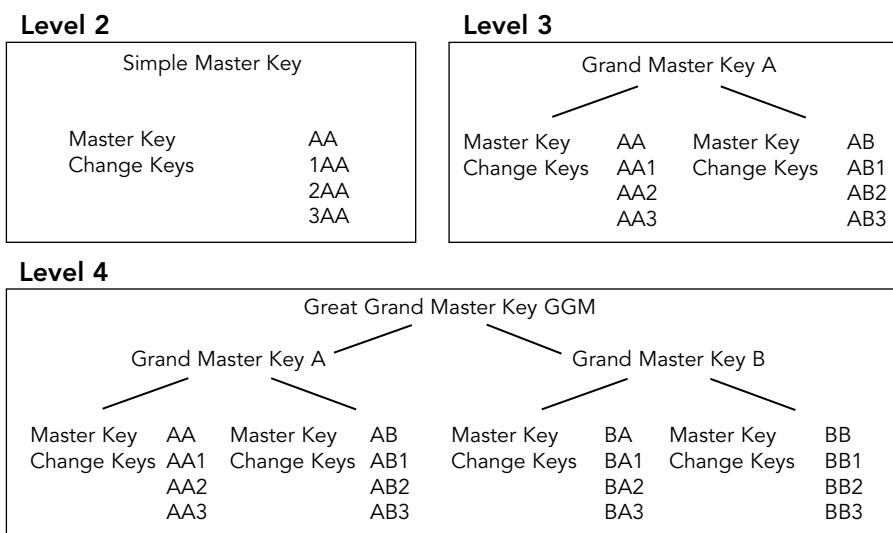 Level 2
Simple Master Key
Master Key AA
Change Keys 1AA
2AA
3AA
Level 3
Grand Master Key A
Master Key AA Master Key AB
Change Keys AA1 Change Keys AB1
AA2 AB2
AA3 AB3
Level 4
Great Grand Master Key GGM
Grand Master Key A Grand Master Key B
Master Key AA Master Key AB Master Key BA Master Key BB
Change Keys AA1 Change Keys AB1 Change Keys BA1 Change Keys BB1
AA2 AB2 BA2 BB2
AA3 AB3 BA3 BB3